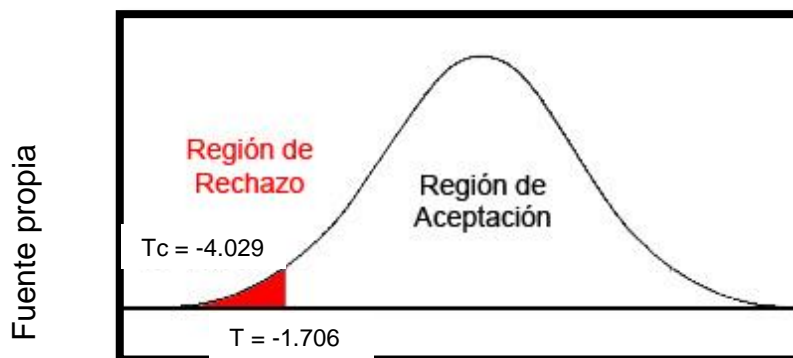 Fuente propia
Región de
Rechazo
Región de
Aceptación
Tc = -4.029
T = -1.706